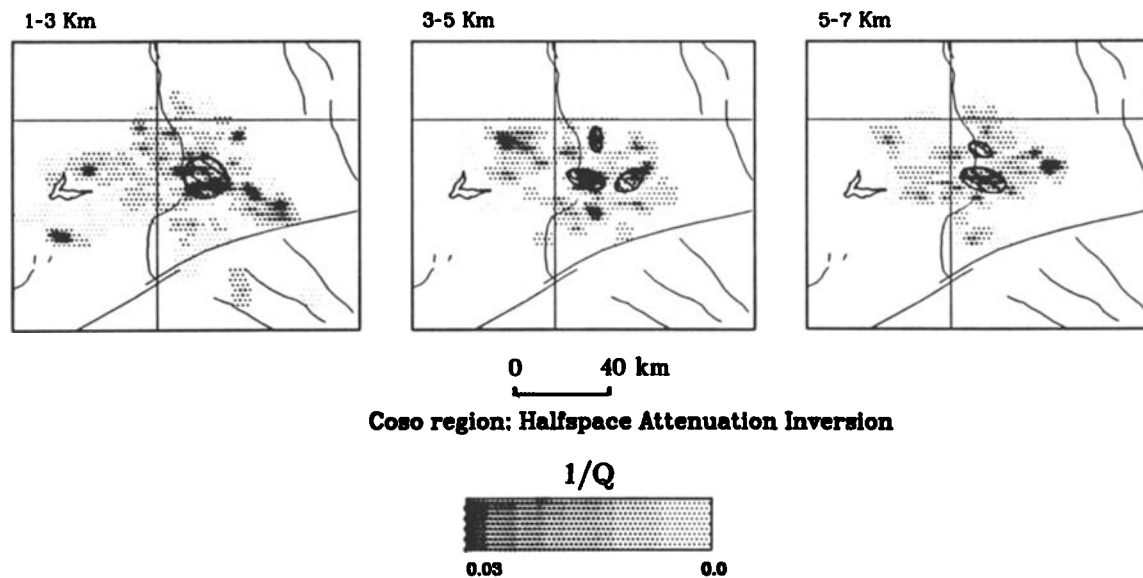 1-3 Km
3-5 Km
5-7 Km
0 40 km
Coso region: Halfspace Attenuation Inversion
1/Q
0.03 0.0